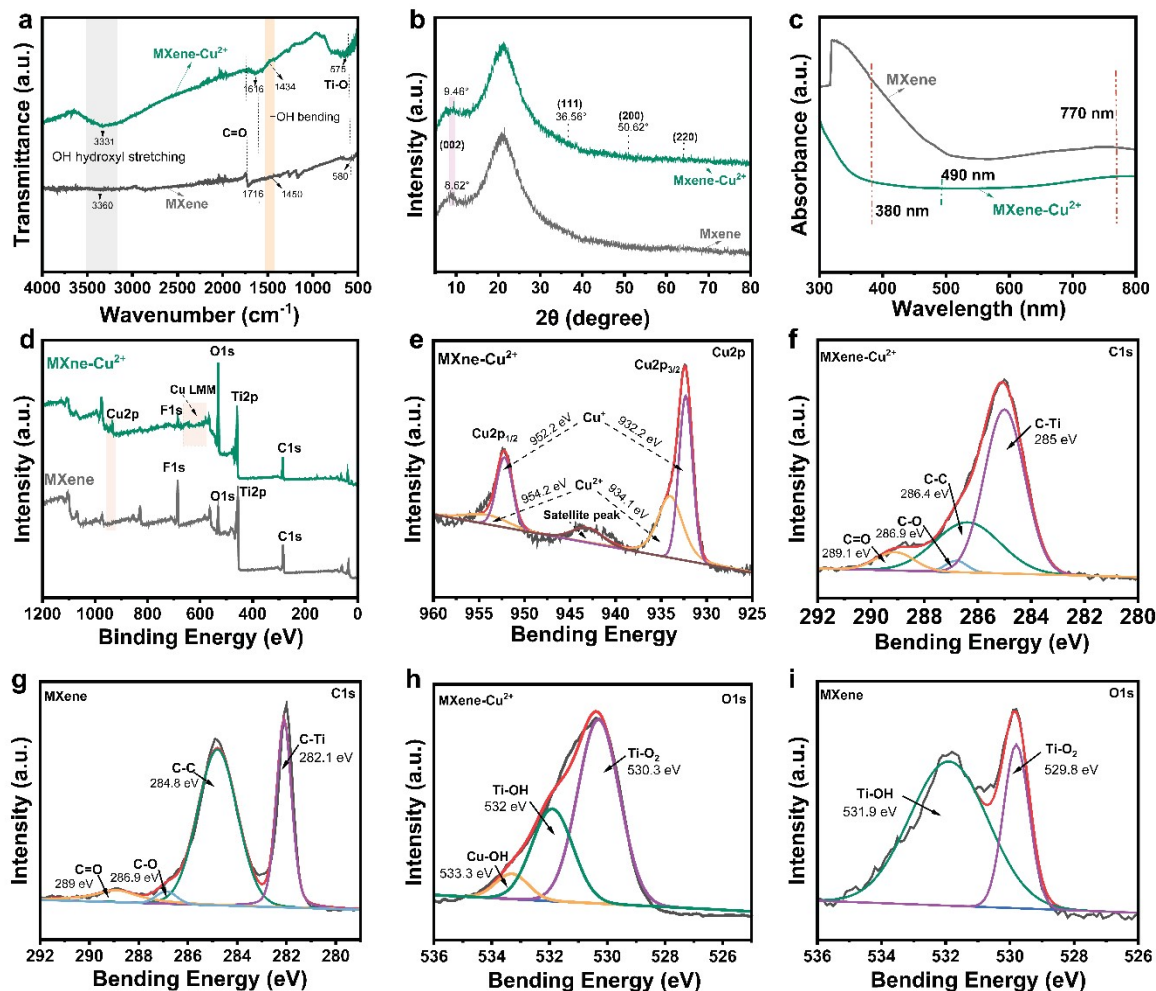 a
Transmittance (a.u.)
MXene-Cu²⁺
575
Ti-O
1616
1434
-OH bending
C=O
3331
OH hydroxyl stretching
3360
MXene
1716
1450
580
4000 3500 3000 2500 2000 1500 1000 500
Wavenumber (cm⁻¹)
b
Intensity (a.u.)
9.46°
(002)
8.62°
(111)
36.56°
(200)
50.62°
(220)
Mxene-Cu²⁺
Mxene
10 20 30 40 50 60 70 80
2θ (degree)
c
Absorbance (a.u.)
MXene
770 nm
490 nm
380 nm
MXene-Cu²⁺
300 400 500 600 700 800
Wavelength (nm)
d
Intensity (a.u.)
MXne-Cu²⁺
O1s
Cu LMM
Cu2p
F1s
Ti2p
C1s
MXene
F1s
O1s
Ti2p
C1s
1200 1000 800 600 400 200 0
Binding Energy (eV)
e
Intensity (a.u.)
MXne-Cu²⁺
Cu2p
Cu2p3/2
Cu2p1/2
952.2 eV
Cu⁺
932.2 eV
954.2 eV
Cu²⁺
934.1 eV
Satellite peak
960 955 950 945 940 935 930 925
Bending Energy
f
Intensity (a.u.)
MXene-Cu²⁺
C1s
C-Ti
285 eV
C-C
286.4 eV
C-O
286.9 eV
C=O
289.1 eV
292 290 288 286 284 282 280
Bending Energy (eV)
g
Intensity (a.u.)
MXene
C1s
C-Ti
282.1 eV
C-C
284.8 eV
C=O
289 eV
C-O
286.9 eV
292 290 288 286 284 282 280
Bending Energy (eV)
h
Intensity (a.u.)
MXene-Cu²⁺
O1s
Ti-O₂
530.3 eV
Ti-OH
532 eV
Cu-OH
533.3 eV
536 534 532 530 528 526
Bending Energy (eV)
i
Intensity (a.u.)
MXene
O1s
Ti-O₂
529.8 eV
Ti-OH
531.9 eV
536 534 532 530 528 526
Bending Energy (eV)